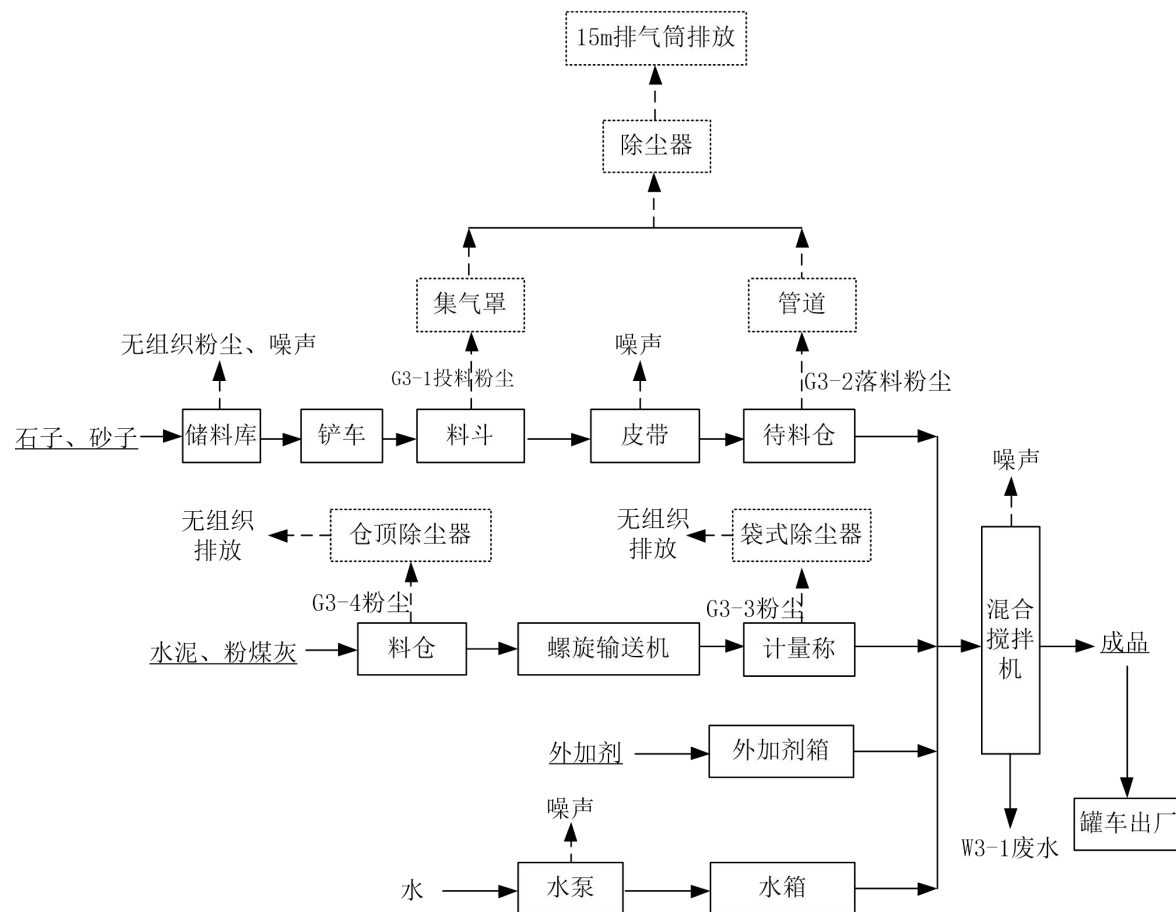 15m排气筒排放
除尘器
集气罩
管道
无组织粉尘、噪声
噪声
G3-1投料粉尘
G3-2落料粉尘
石子、砂子
储料库
铲车
料斗
皮带
待料仓
噪声
无组织
排放
仓顶除尘器
无组织
排放
袋式除尘器
G3-4粉尘
G3-3粉尘
水泥、粉煤灰
料仓
螺旋输送机
计量称
混合
搅拌
机
成品
外加剂
外加剂箱
噪声
罐车出厂
W3-1废水
水
水泵
水箱